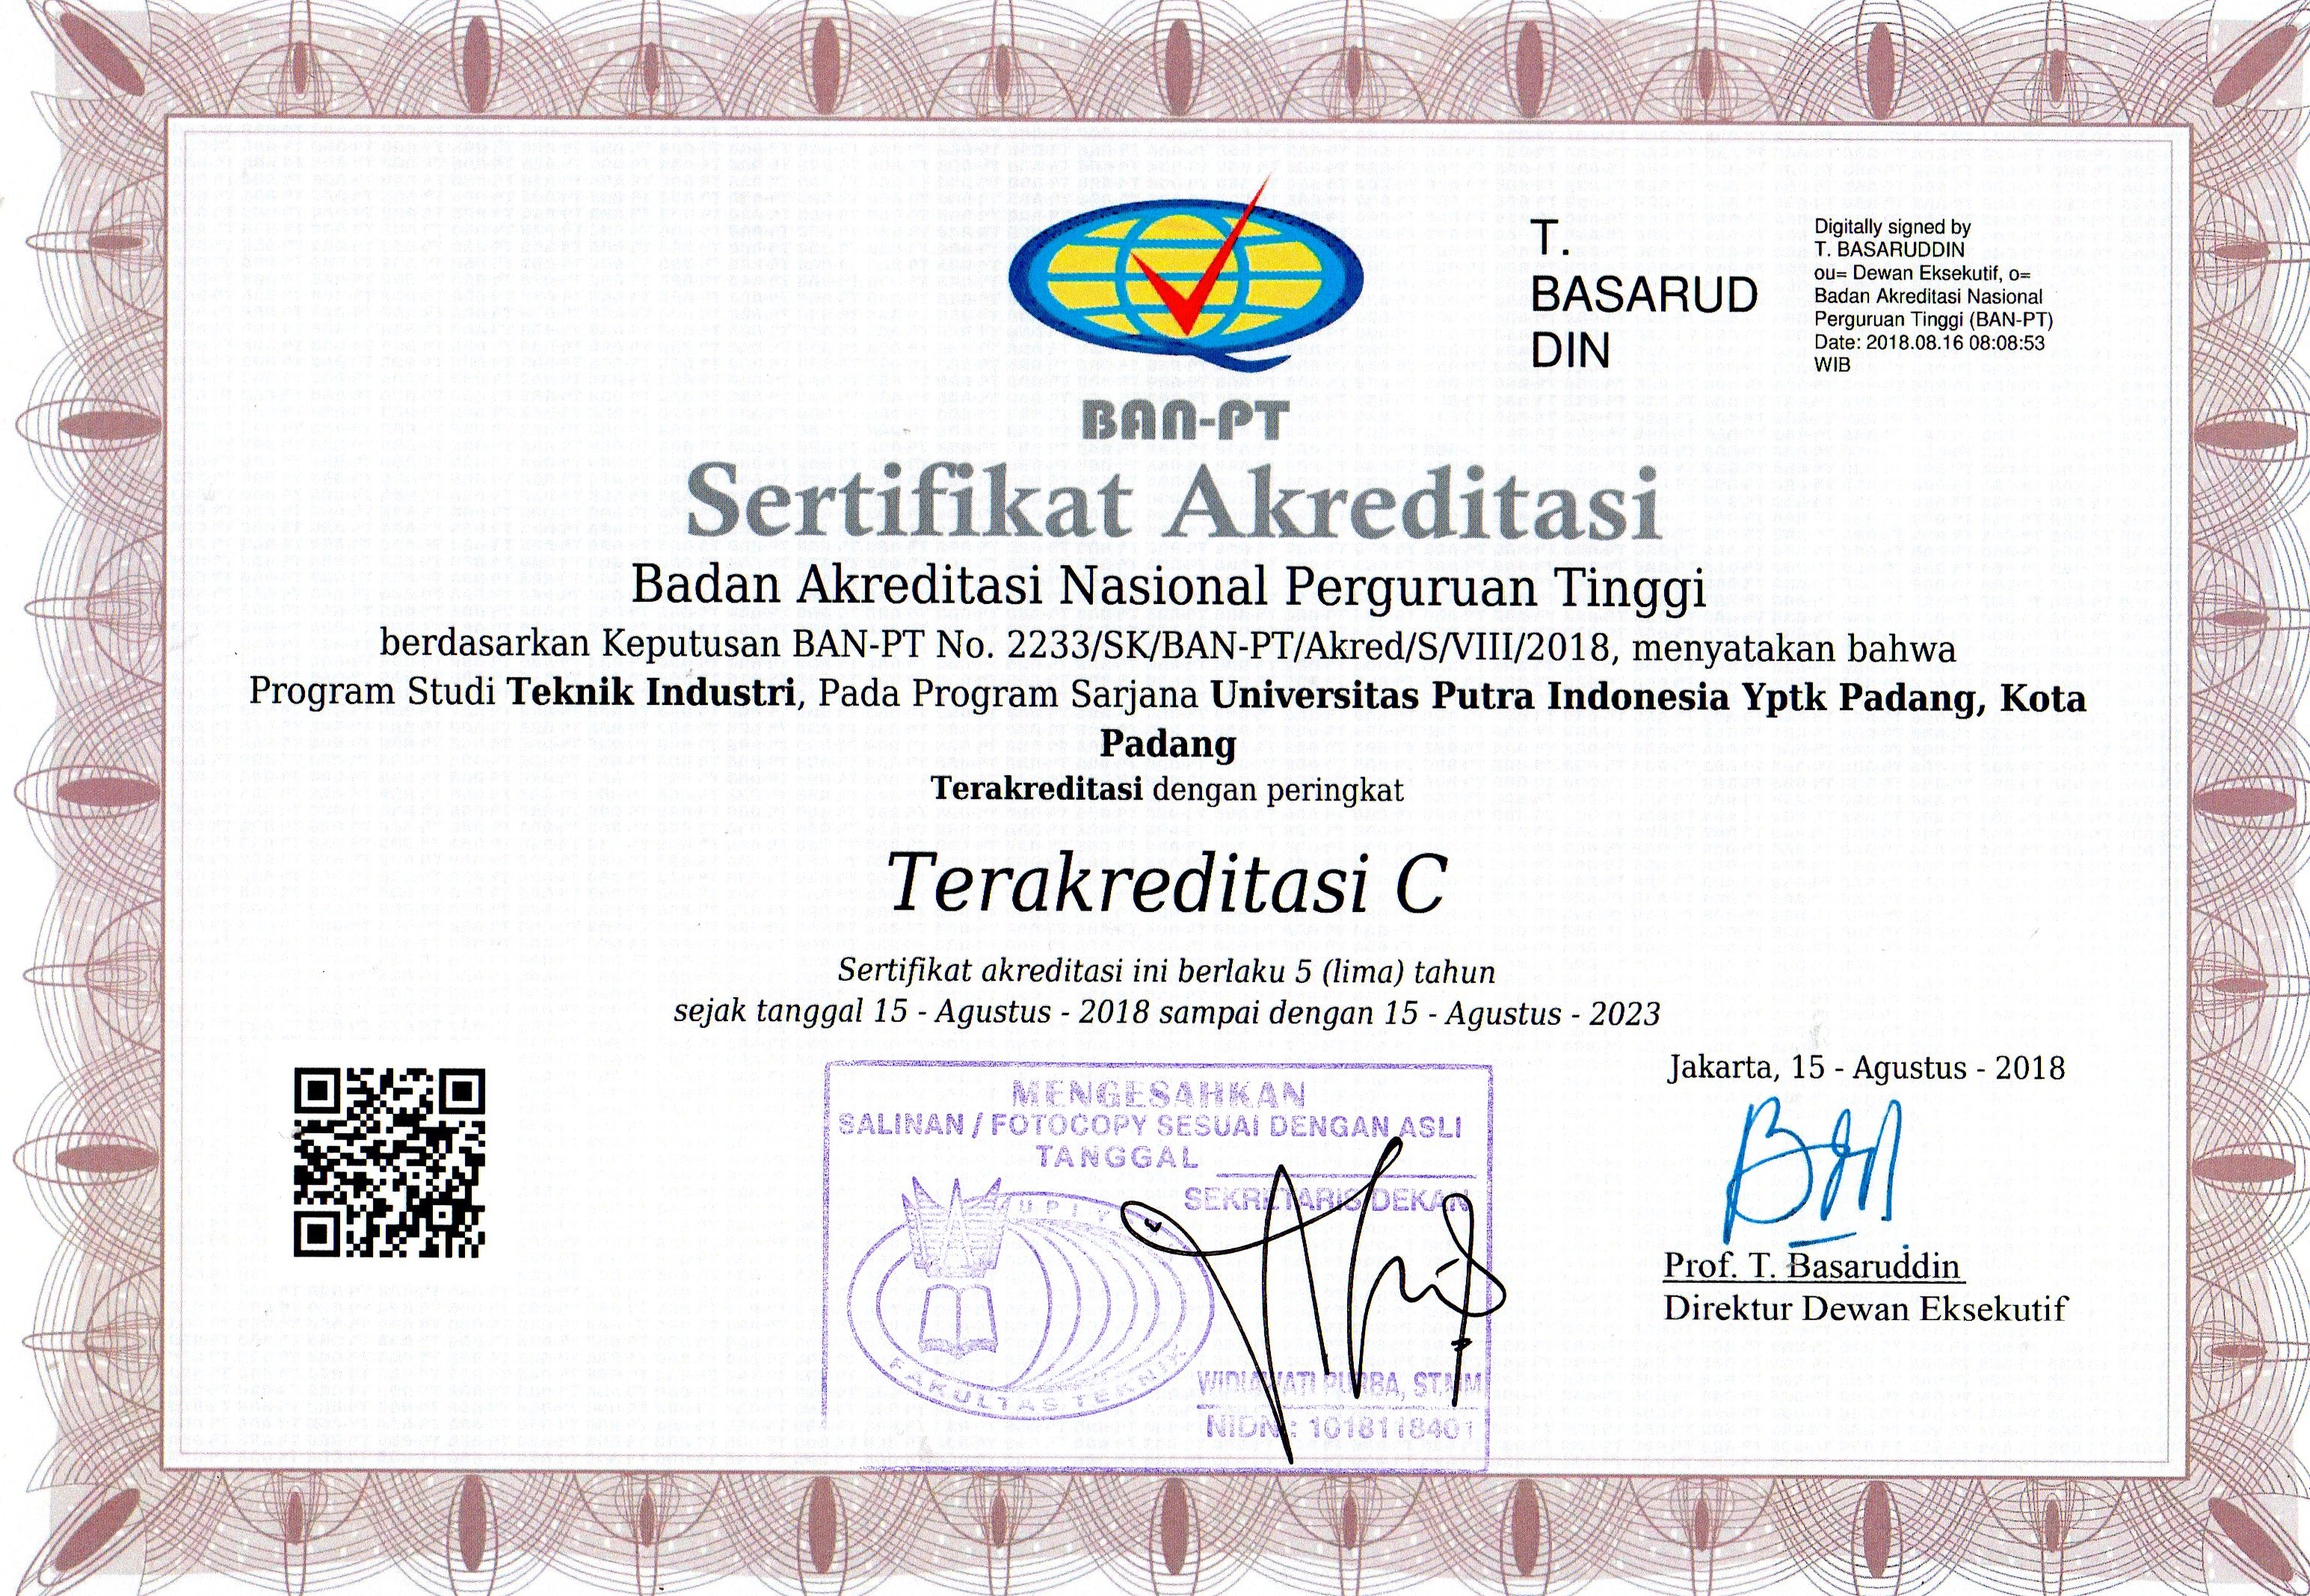 T.
BASARUD
DIN
Digitally signed by
T. BASARUDDIN
ou= Dewan Eksekutif, o=
Badan Akreditasi Nasional
Perguruan Tinggi (BAN-PT)
Date: 2018.08.16 08:08:53
WIB
BAN-PT
Sertifikat Akreditasi
Badan Akreditasi Nasional Perguruan Tinggi
berdasarkan Keputusan BAN-PT No. 2233/SK/BAN-PT/Akred/S/VIII/2018, menyatakan bahwa
Program Studi Teknik Industri, Pada Program Sarjana Universitas Putra Indonesia Yptk Padang, Kota
Padang
Terakreditasi dengan peringkat
Terakreditasi C
Sertifikat akreditasi ini berlaku 5 (lima) tahun
sejak tanggal 15 - Agustus - 2018 sampai dengan 15 - Agustus - 2023
Jakarta, 15 - Agustus - 2018
Prof. T. Basaruddin
Direktur Dewan Eksekutif
MENGESAHKAN
SALINAN / FOTOCOPY SESUAI DENGAN ASLI
TANGGAL
SEKRETARIS DEKAN
FAKULTAS TEKNIK
WIDIAWATI PURBA, ST.MM
NIDN : 1018118401